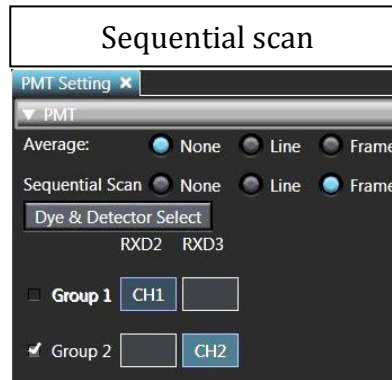 Sequential scan
PMT Setting
PMT
Average: None Line Frame
Sequential Scan None Line Frame
Dye & Detector Select
RXD2 RXD3
Group 1 CH1
Group 2 CH2